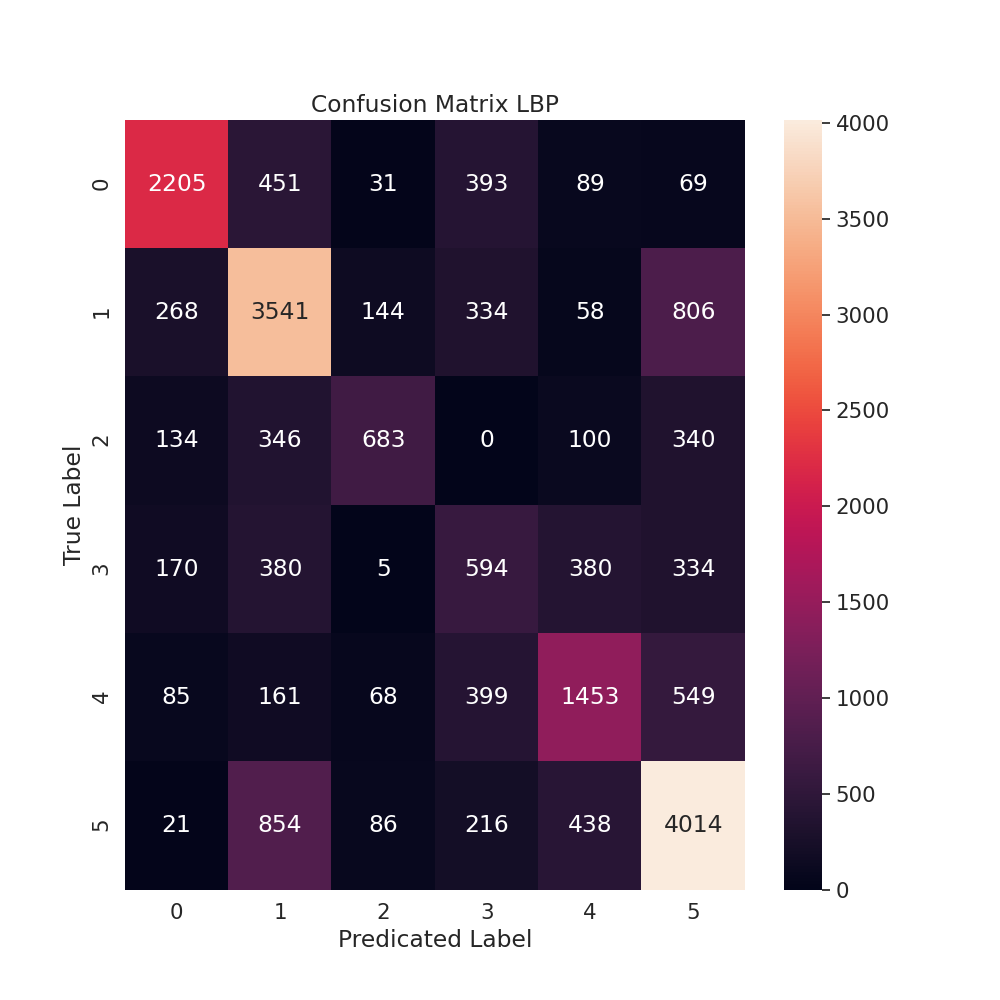 Confusion Matrix LBP
4000
0 2205 451 31 393 89 69
3500
1 268 3541 144 334 58 806
3000
2500
2 134 346 683 0 100 340
True Label
2000
3 170 380 5 594 380 334
1500
1000
4 85 161 68 399 1453 549
500
5 21 854 86 216 438 4014
0
0 1 2 3 4 5
Predicated Label